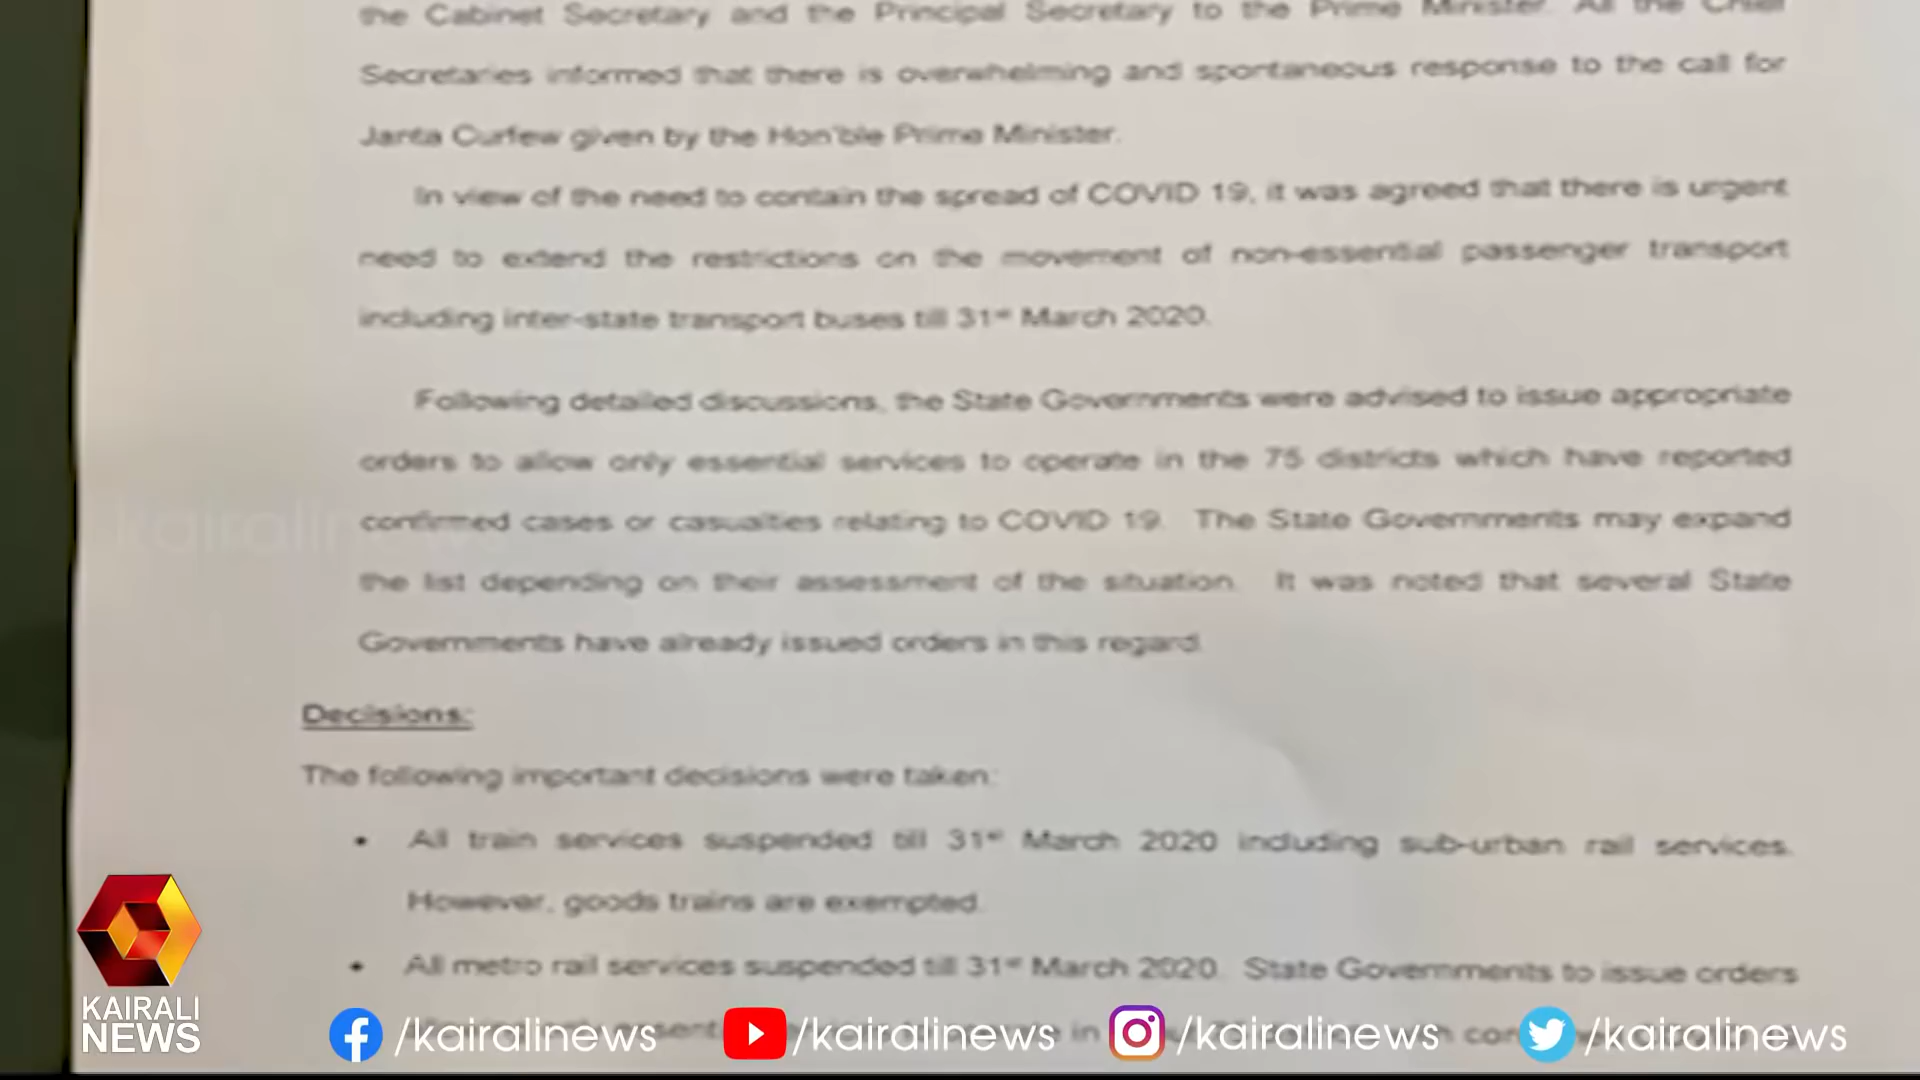 the Cabinet Secretary and the Principal Secretary to the Prime Minister. All the Chief
Secretaries informed that there is overwhelming and spontaneous response to the call for
Janta Curfew given by the Hon'ble Prime Minister.
In view of the need to contain the spread of COVID 19, it was agreed that there is urgent
need to extend the restrictions on the movement of non-essential passenger transport
including inter-state transport buses till 31st March 2020.
Following detailed discussions, the State Governments were advised to issue appropriate
orders to allow only essential services to operate in the 75 districts which have reported
confirmed cases or casualties relating to COVID 19. The State Governments may expand
the list depending on their assessment of the situation. It was noted that several State
Governments have already issued orders in this regard.
kairalinews
Decisions:
The following important decisions were taken:
• All train services suspended till 31st March 2020 including sub-urban rail services.
However, goods trains are exempted.
• All metro rail services suspended till 31st March 2020. State Governments to issue orders
in
KAIRALI
NEWS
/kairalinews /kairalinews /kairalinews /kairalinews